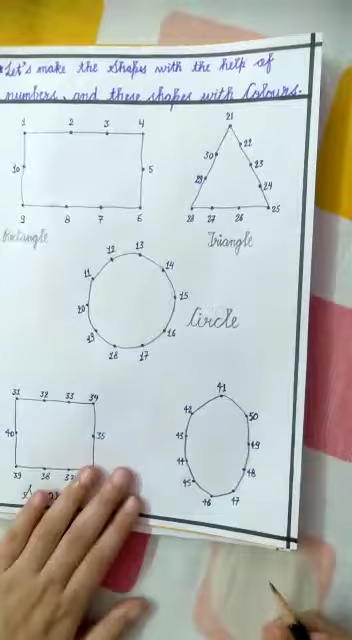 Let's make the shapes with the help of
numbers, and these shapes with Colours.
1 2 3 4
10 5
9 8 7 6
Rectangle
21
30 22
29 23
24
28 27 26 25
Triangle
12 13
11 14
20 15
19 16
18 17
Circle
31 32 33 34
40 35
39 38 37
41
42 50
43 49
44 48
45 47
46